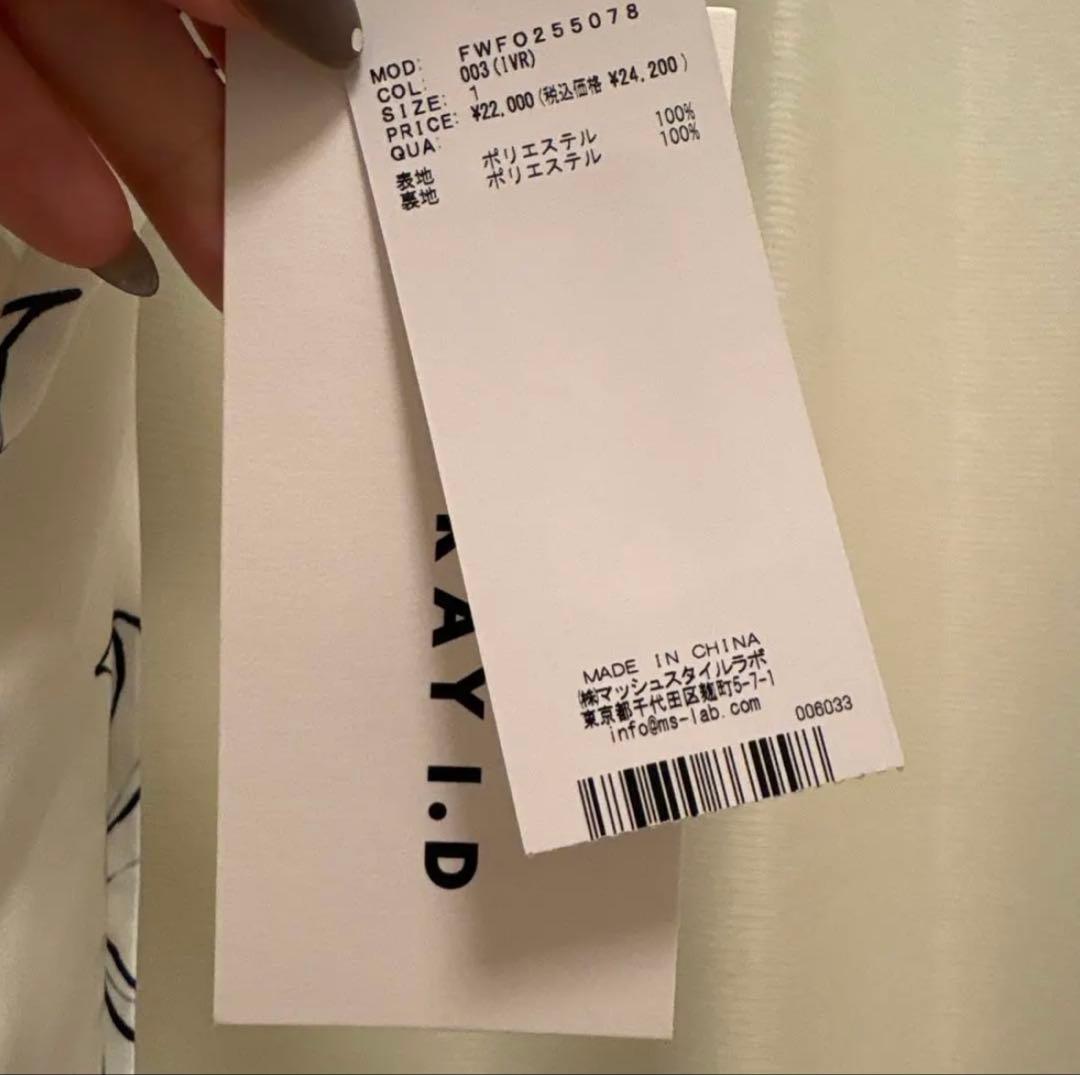 MOD: FWFO255078
COL: 003(IVR)
SIZE: 1
PRICE: ¥22,000(税込価格 ¥24,200)
QUA:
表地 ポリエステル 100%
裏地 ポリエステル 100%
KAY I.D
MADE IN CHINA
㈱マッシュスタイルラボ
東京都千代田区麹町5-7-1
info@ms-lab.com
006033